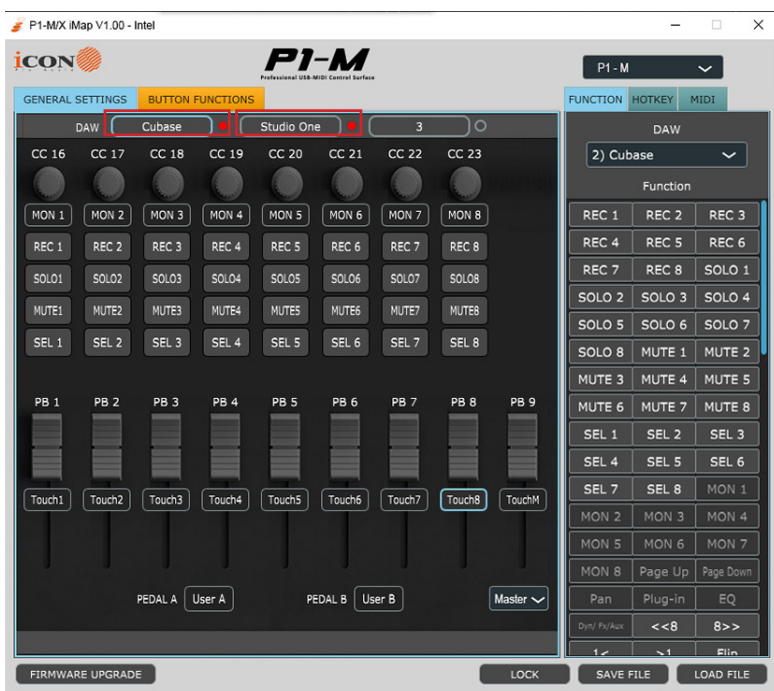 P1-M/X iMap V1.00 - Intel
icon
P1-M
Professional USB-MIDI Control Surface
P1 - M
GENERAL SETTINGS BUTTON FUNCTIONS
FUNCTION HOTKEY MIDI
DAW Cubase Studio One 3
CC 16 CC 17 CC 18 CC 19 CC 20 CC 21 CC 22 CC 23
MON 1 MON 2 MON 3 MON 4 MON 5 MON 6 MON 7 MON 8
REC 1 REC 2 REC 3 REC 4 REC 5 REC 6 REC 7 REC 8
SOLO1 SOLO2 SOLO3 SOLO4 SOLO5 SOLO6 SOLO7 SOLO8
MUTE1 MUTE2 MUTE3 MUTE4 MUTE5 MUTE6 MUTE7 MUTE8
SEL 1 SEL 2 SEL 3 SEL 4 SEL 5 SEL 6 SEL 7 SEL 8
PB 1 PB 2 PB 3 PB 4 PB 5 PB 6 PB 7 PB 8 PB 9
Touch1 Touch2 Touch3 Touch4 Touch5 Touch6 Touch7 Touch8 TouchM
PEDAL A User A PEDAL B User B Master
DAW
2) Cubase
Function
REC 1 REC 2 REC 3
REC 4 REC 5 REC 6
REC 7 REC 8 SOLO 1
SOLO 2 SOLO 3 SOLO 4
SOLO 5 SOLO 6 SOLO 7
SOLO 8 MUTE 1 MUTE 2
MUTE 3 MUTE 4 MUTE 5
MUTE 6 MUTE 7 MUTE 8
SEL 1 SEL 2 SEL 3
SEL 4 SEL 5 SEL 6
SEL 7 SEL 8 MON 1
MON 2 MON 3 MON 4
MON 5 MON 6 MON 7
MON 8 Page Up Page Down
Pan Plug-in EQ
Dyn/ Fx/Aux <<8 8>>
1< >1 Flip
FIRMWARE UPGRADE LOCK SAVE FILE LOAD FILE